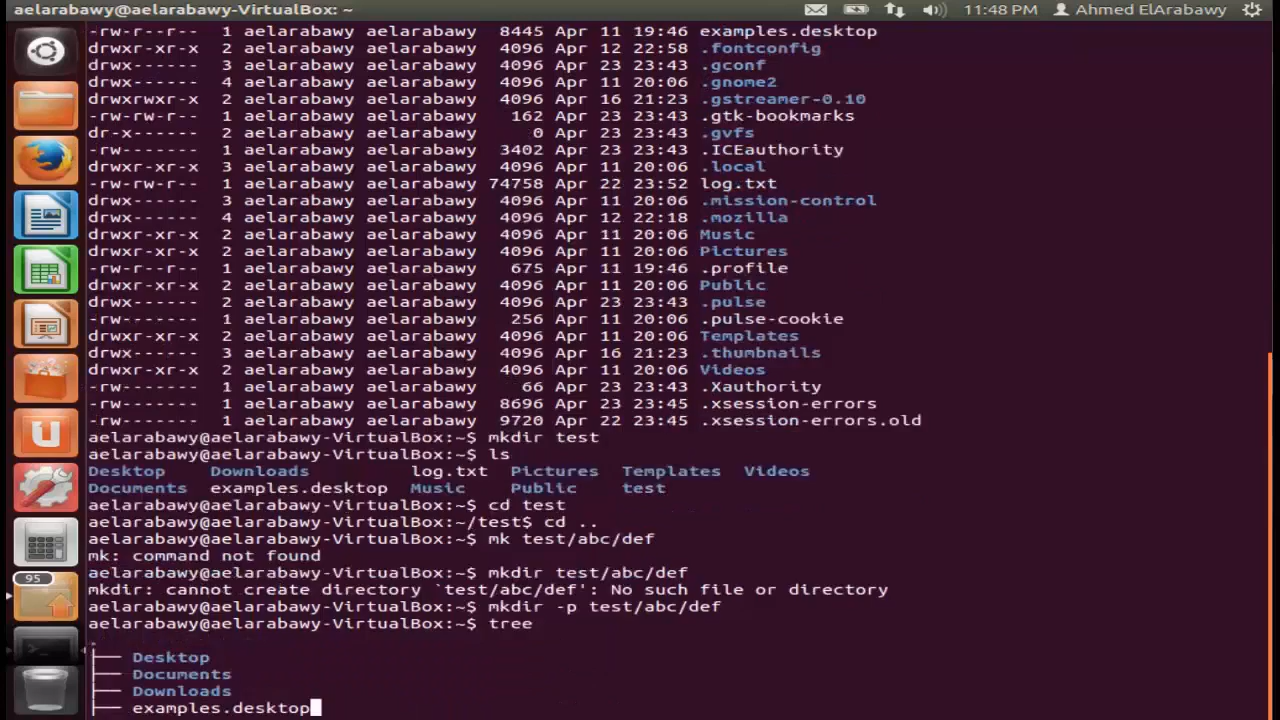 aelarabawy@aelarabawy-VirtualBox: ~ 11:48 PM Ahmed ElArabawy
-rw-r--r-- 1 aelarabawy aelarabawy 8445 Apr 11 19:46 examples.desktop
drwxr-xr-x 2 aelarabawy aelarabawy 4096 Apr 12 22:58 .fontconfig
drwx------ 3 aelarabawy aelarabawy 4096 Apr 23 23:43 .gconf
drwx------ 4 aelarabawy aelarabawy 4096 Apr 11 20:06 .gnome2
drwxrwxr-x 2 aelarabawy aelarabawy 4096 Apr 16 21:23 .gstreamer-0.10
-rw-rw-r-- 1 aelarabawy aelarabawy 162 Apr 23 23:43 .gtk-bookmarks
dr-x------ 2 aelarabawy aelarabawy 0 Apr 23 23:43 .gvfs
-rw------- 1 aelarabawy aelarabawy 3402 Apr 23 23:43 .ICEauthority
drwxr-xr-x 3 aelarabawy aelarabawy 4096 Apr 11 20:06 .local
-rw-rw-r-- 1 aelarabawy aelarabawy 74758 Apr 22 23:52 log.txt
drwx------ 3 aelarabawy aelarabawy 4096 Apr 11 20:06 .mission-control
drwx------ 4 aelarabawy aelarabawy 4096 Apr 12 22:18 .mozilla
drwxr-xr-x 2 aelarabawy aelarabawy 4096 Apr 11 20:06 Music
drwxr-xr-x 2 aelarabawy aelarabawy 4096 Apr 11 20:06 Pictures
-rw-r--r-- 1 aelarabawy aelarabawy 675 Apr 11 19:46 .profile
drwxr-xr-x 2 aelarabawy aelarabawy 4096 Apr 11 20:06 Public
drwx------ 2 aelarabawy aelarabawy 4096 Apr 23 23:43 .pulse
-rw------- 1 aelarabawy aelarabawy 256 Apr 11 20:06 .pulse-cookie
drwxr-xr-x 2 aelarabawy aelarabawy 4096 Apr 11 20:06 Templates
drwx------ 3 aelarabawy aelarabawy 4096 Apr 16 21:23 .thumbnails
drwxr-xr-x 2 aelarabawy aelarabawy 4096 Apr 11 20:06 Videos
-rw------- 1 aelarabawy aelarabawy 66 Apr 23 23:43 .Xauthority
-rw------- 1 aelarabawy aelarabawy 8696 Apr 23 23:45 .xsession-errors
-rw------- 1 aelarabawy aelarabawy 9720 Apr 22 23:45 .xsession-errors.old
aelarabawy@aelarabawy-VirtualBox:~$ mkdir test
aelarabawy@aelarabawy-VirtualBox:~$ ls
Desktop Downloads log.txt Pictures Templates Videos
Documents examples.desktop Music Public test
aelarabawy@aelarabawy-VirtualBox:~$ cd test
aelarabawy@aelarabawy-VirtualBox:~/test$ cd ..
aelarabawy@aelarabawy-VirtualBox:~$ mk test/abc/def
mk: command not found
aelarabawy@aelarabawy-VirtualBox:~$ mkdir test/abc/def
mkdir: cannot create directory `test/abc/def': No such file or directory
aelarabawy@aelarabawy-VirtualBox:~$ mkdir -p test/abc/def
aelarabawy@aelarabawy-VirtualBox:~$ tree
.
├── Desktop
├── Documents
├── Downloads
├── examples.desktop
95